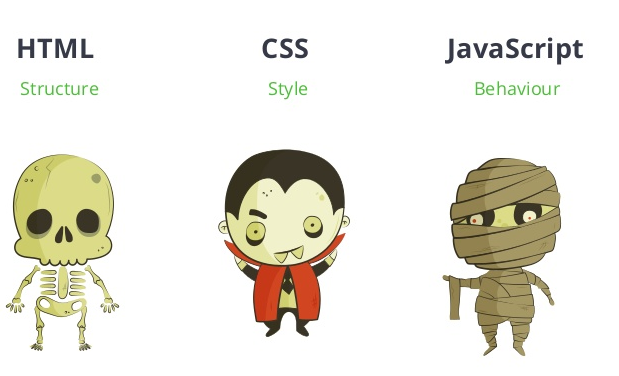 HTML
CSS
JavaScript
Structure
Style
Behaviour